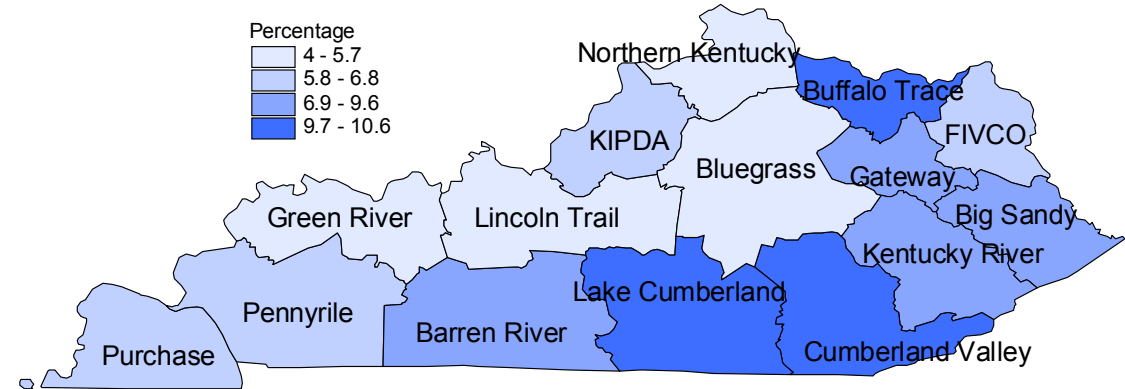 Percentage
4 - 5.7
5.8 - 6.8
6.9 - 9.6
9.7 - 10.6
Northern Kentucky
Buffalo Trace
KIPDA
FIVCO
Bluegrass
Gateway
Green River
Lincoln Trail
Big Sandy
Kentucky River
Lake Cumberland
Pennyrile
Barren River
Purchase
Cumberland Valley